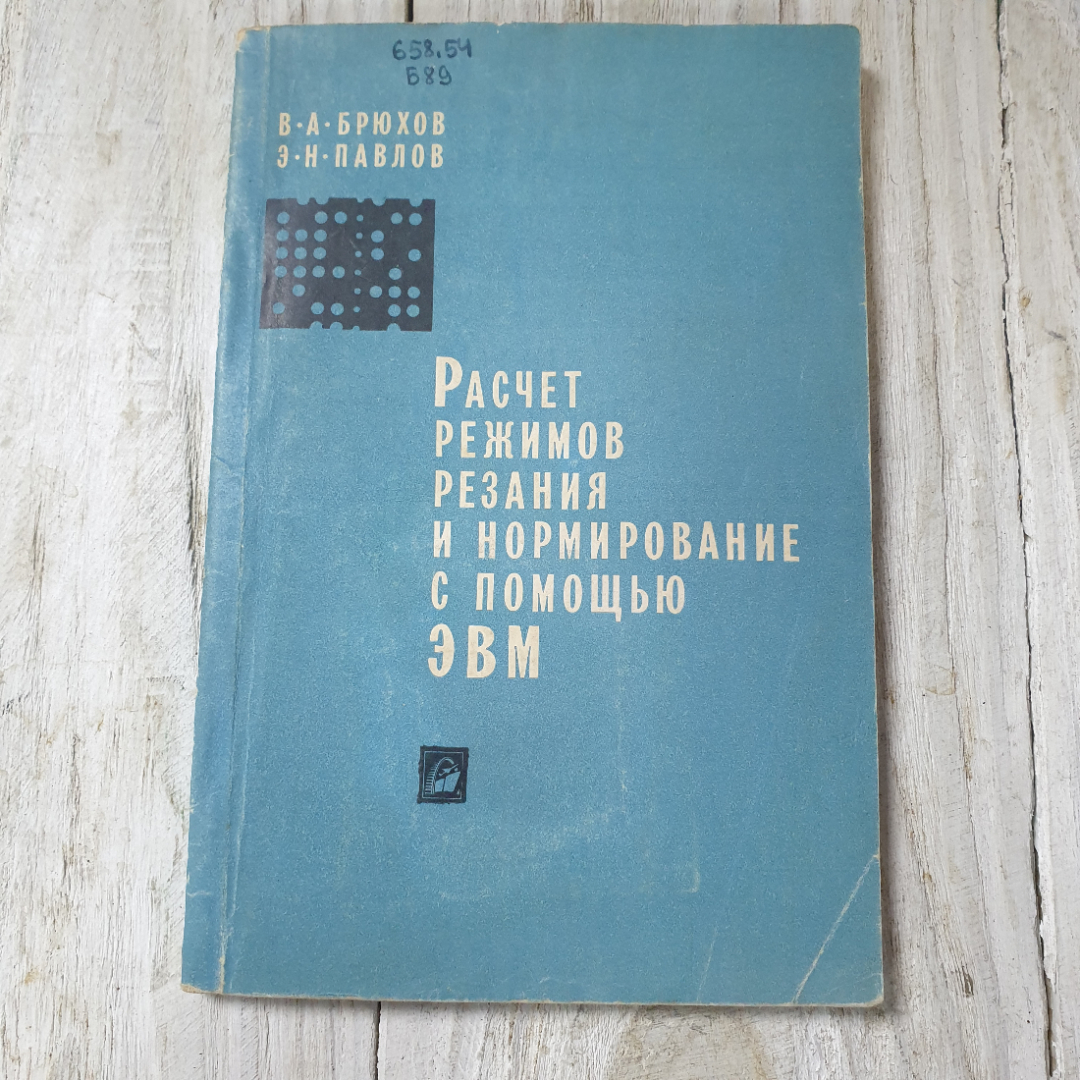 658.54
Б89
В·А·БРЮХОВ
Э·Н·ПАВЛОВ
РАСЧЕТ
РЕЖИМОВ
РЕЗАНИЯ
И НОРМИРОВАНИЕ
С ПОМОЩЬЮ
ЭВМ